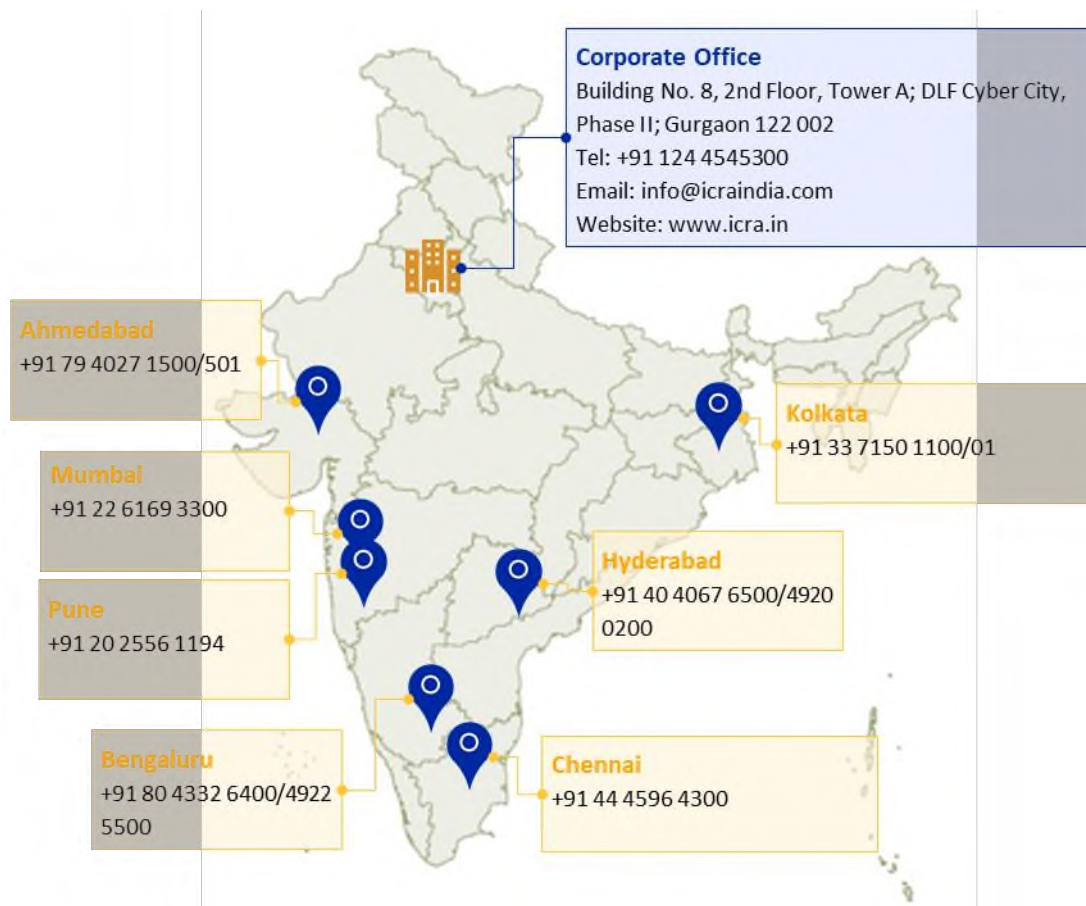 Corporate Office
Building No. 8, 2nd Floor, Tower A; DLF Cyber City,
Phase II; Gurgaon 122 002
Tel: +91 124 4545300
Email: info@icraindia.com
Website: www.icra.in
Ahmedabad
+91 79 4027 1500/501
Kolkata
+91 33 7150 1100/01
Mumbai
+91 22 6169 3300
Hyderabad
+91 40 4067 6500/4920
0200
Pune
+91 20 2556 1194
Bengaluru
+91 80 4332 6400/4922
5500
Chennai
+91 44 4596 4300